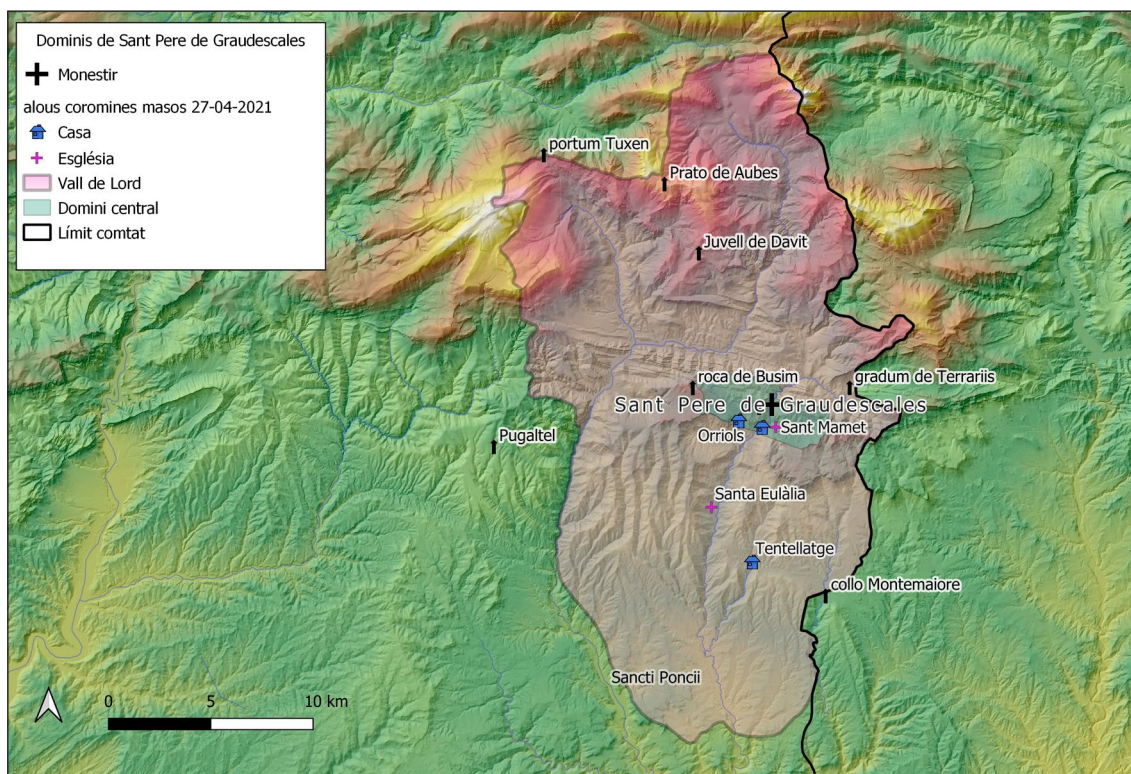 Dominis de Sant Pere de Graudescales
Monestir
alous coromines masos 27-04-2021
Casa
Església
Vall de Lord
Domini central
Límit comtat
portum Tuxen
Prato de Aubes
Juvell de Davit
roca de Busim
gradum de Terrariis
Sant Pere de Graudescales
Orriols
Sant Mamet
Pugaltel
Santa Eulàlia
Tentellatge
collo Montemaiore
Sancti Poncii
0 5 10 km